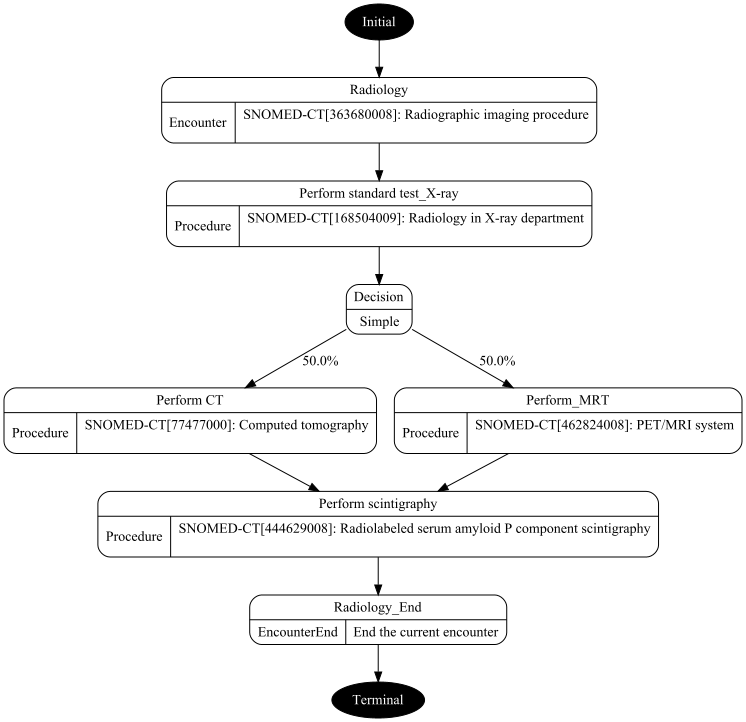 Initial
Radiology
Encounter
SNOMED-CT[363680008]: Radiographic imaging procedure
Perform standard test_X-ray
Procedure
SNOMED-CT[168504009]: Radiology in X-ray department
Decision
Simple
50.0%
50.0%
Perform CT
Procedure
SNOMED-CT[77477000]: Computed tomography
Perform_MRT
Procedure
SNOMED-CT[462824008]: PET/MRI system
Perform scintigraphy
Procedure
SNOMED-CT[444629008]: Radiolabeled serum amyloid P component scintigraphy
Radiology_End
EncounterEnd
End the current encounter
Terminal